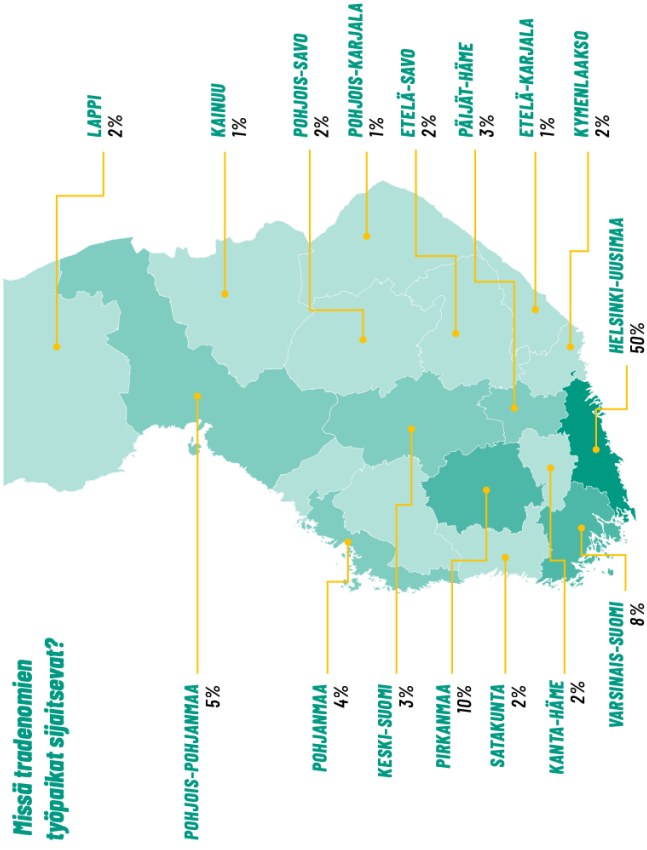 Missä tradenomien
työpaikat sijaitsevat?
LAPPI
2%
KAINUU
1%
POHJOIS-SAVO
2%
POHJOIS-KARJALA
1%
ETELÄ-SAVO
2%
PÄIJÄT-HÄME
3%
ETELÄ-KARJALA
1%
KYMENLAAKSO
2%
HELSINKI-UUSIMAA
50%
POHJOIS-POHJANMAA
5%
POHJANMAA
4%
KESKI-SUOMI
3%
PIRKANMAA
10%
SATAKUNTA
2%
KANTA-HÄME
2%
VARSINAIS-SUOMI
8%